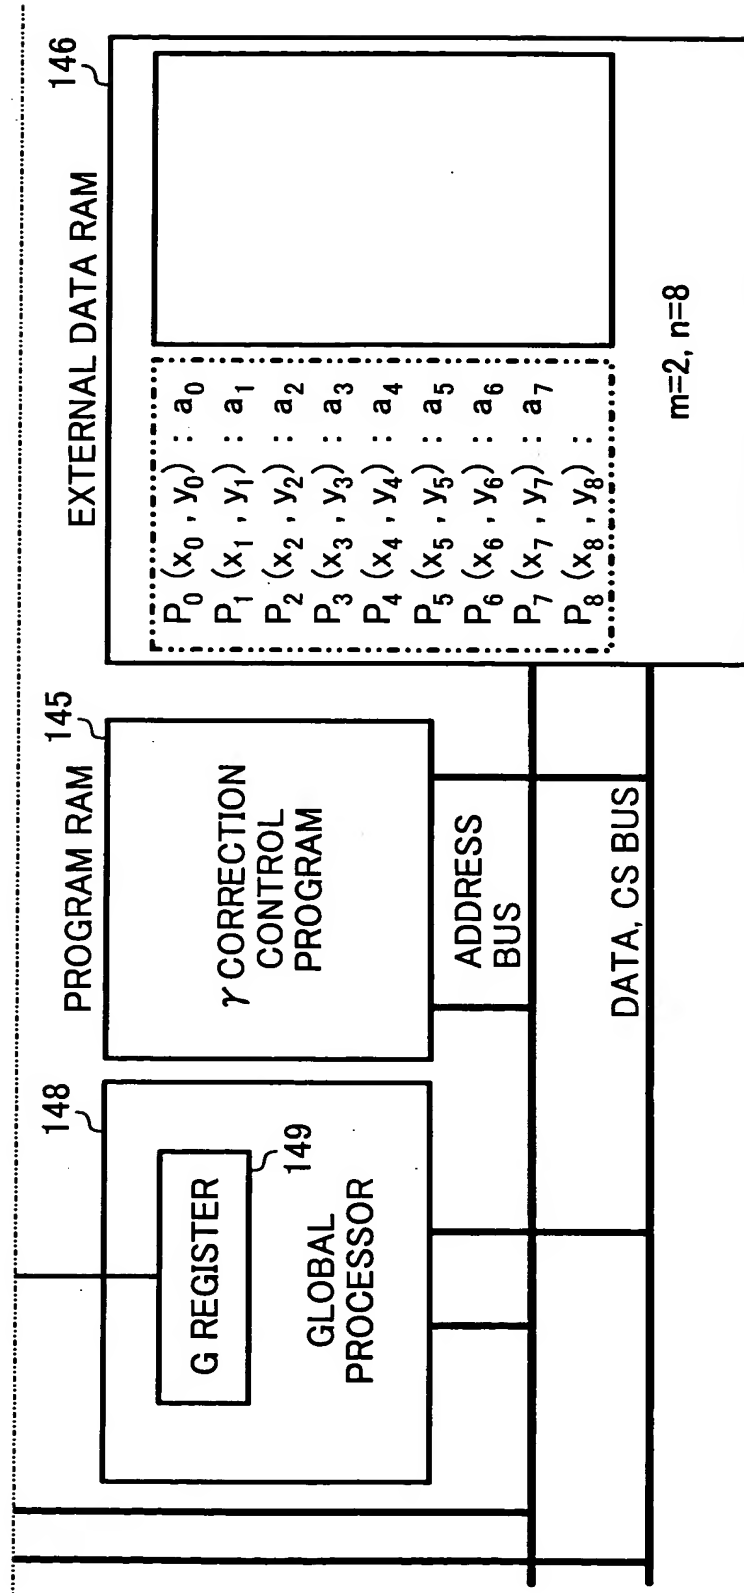 148
G REGISTER
149
GLOBAL
PROCESSOR
PROGRAM RAM
145
γ CORRECTION
CONTROL
PROGRAM
ADDRESS
BUS
DATA, CS BUS
EXTERNAL DATA RAM
146
P₀ (x₀ , y₀) : a₀
P₁ (x₁ , y₁) : a₁
P₂ (x₂ , y₂) : a₂
P₃ (x₃ , y₃) : a₃
P₄ (x₄ , y₄) : a₄
P₅ (x₅ , y₅) : a₅
P₆ (x₆ , y₆) : a₆
P₇ (x₇ , y₇) : a₇
P₈ (x₈ , y₈) :
m=2, n=8